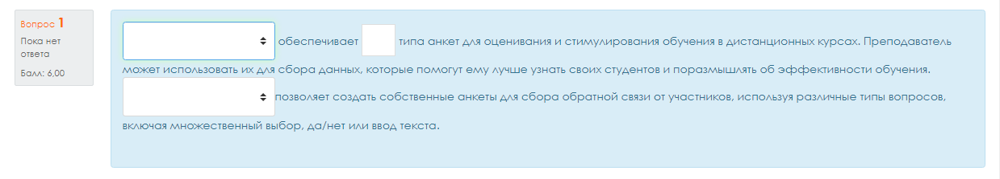 Вопрос 1
Пока нет
ответа
Балл: 6,00
обеспечивает типа анкет для оценивания и стимулирования обучения в дистанционных курсах. Преподаватель
может использовать их для сбора данных, которые помогут ему лучше узнать своих студентов и поразмышлять об эффективности обучения.
позволяет создать собственные анкеты для сбора обратной связи от участников, используя различные типы вопросов,
включая множественный выбор, да/нет или ввод текста.